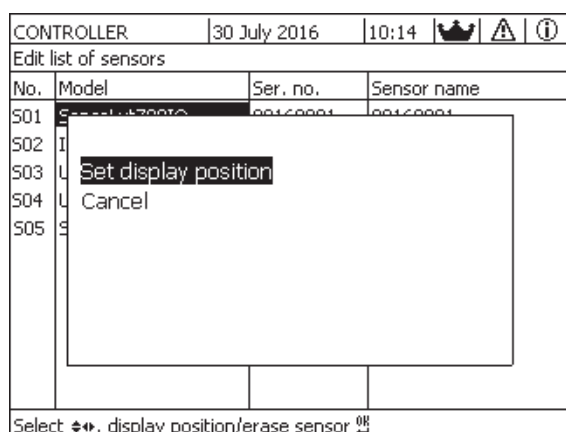 CONTROLLER 30 July 2016 10:14
Edit list of sensors
No. Model Ser. no. Sensor name
S01
S02
S03
Set display position
S04
Cancel
S05
Select display position/erase sensor OK